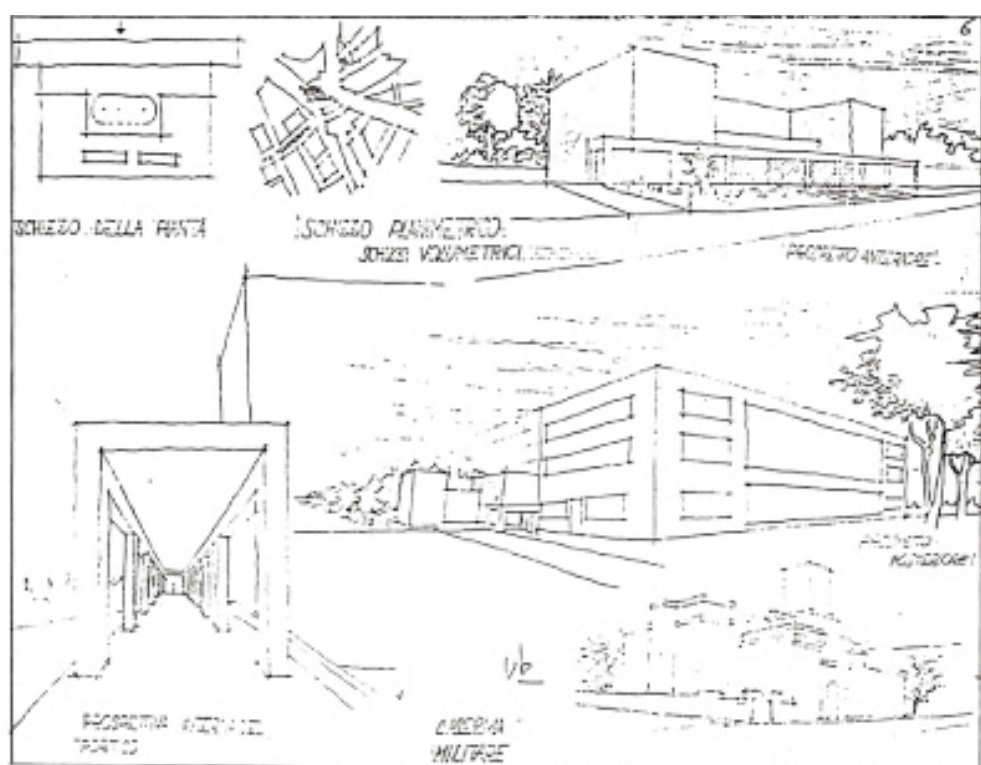 6
SCHIZZO DELLA PIANTA
SCHIZZO PLANIMETRICO
SCHIZZI VOLUMETRICI
PROSPETTO ANTERIORE
PROSPETTO
POSTERIORE
PROSPETTIVA INTERNA DEL
PORTICO
CASERMA
MILITARE